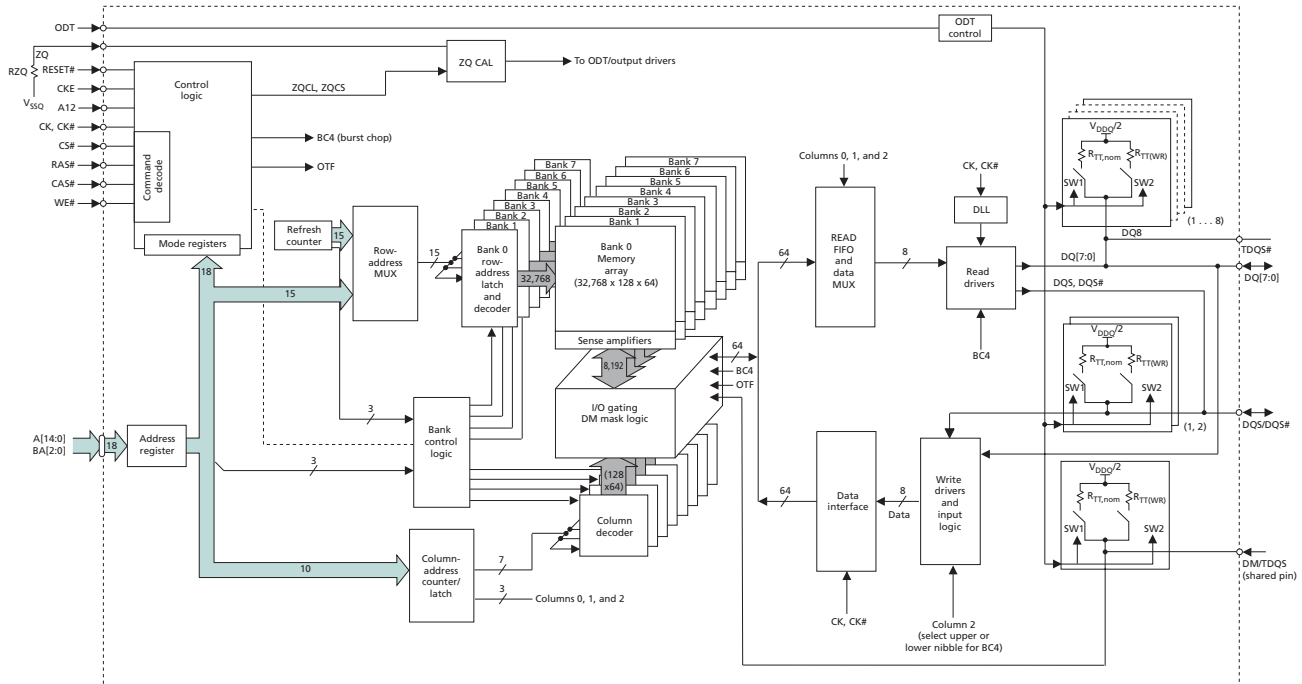 ODT
ODT
control
ZQ
RZQ
VSSQ
RESET#
CKE
A12
CK, CK#
CS#
RAS#
CAS#
WE#
Control
logic
Command
decode
Mode registers
ZQ CAL
To ODT/output drivers
ZQCL, ZQCS
BC4 (burst chop)
OTF
Refresh
counter
15
Row-
address
MUX
15
Bank 7
Bank 6
Bank 5
Bank 4
Bank 3
Bank 2
Bank 1
Bank 0
row-
address
latch
and
decoder
32,768
Bank 7
Bank 6
Bank 5
Bank 4
Bank 3
Bank 2
Bank 1
Bank 0
Memory
array
(32,768 x 128 x 64)
Sense amplifiers
8,192
I/O gating
DM mask logic
(128
x64)
Column
decoder
64
BC4
OTF
18
15
3
3
Bank
control
logic
A[14:0]
BA[2:0]
18
Address
register
10
Column-
address
counter/
latch
7
3
Columns 0, 1, and 2
Columns 0, 1, and 2
64
READ
FIFO
and
data
MUX
8
CK, CK#
DLL
Read
drivers
BC4
DQ8
DQ[7:0]
DQS, DQS#
64
Data
interface
CK, CK#
8
Data
Write
drivers
and
input
logic
Column 2
(select upper or
lower nibble for BC4)
VDDQ/2
RTT,nom
RTT(WR)
SW1
SW2
(1 . . . 8)
TDQS#
DQ[7:0]
VDDQ/2
RTT,nom
RTT(WR)
SW1
SW2
(1, 2)
DQS/DQS#
VDDQ/2
RTT,nom
RTT(WR)
SW1
SW2
DM/TDQS
(shared pin)